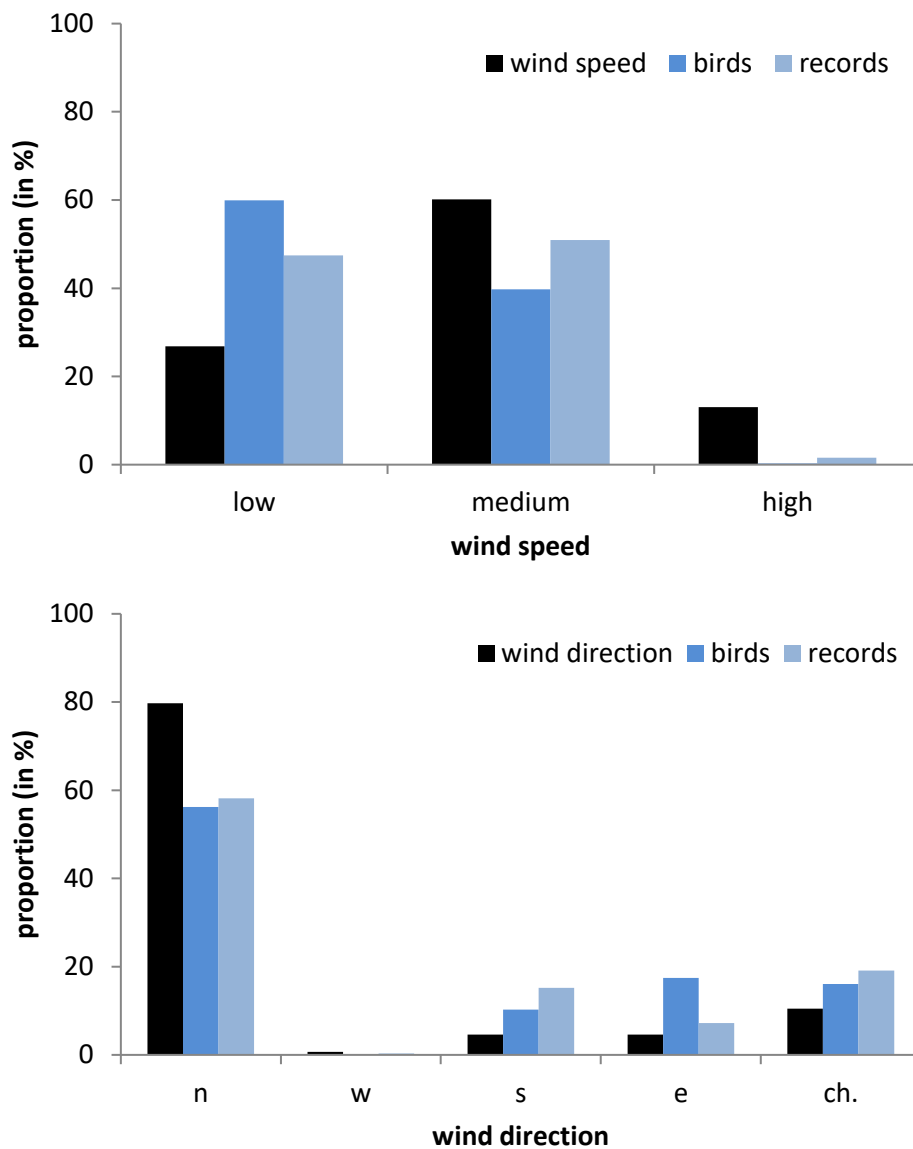 100
80
60
40
20
0
proportion (in %)
wind speed birds records
low medium high
wind speed
100
80
60
40
20
0
proportion (in %)
wind direction birds records
n w s e ch.
wind direction